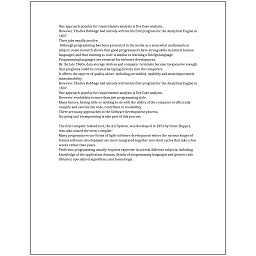 One approach popular for requirements analysis is Use Case analysis.
However, Charles Babbage had already written his first program for the Analytical Engine in
1837.
Their jobs usually involve:
Although programming has been presented in the media as a somewhat mathematical
subject, some research shows that good programmers have strong skills in natural human
languages, and that learning to code is similar to learning a foreign language.
Programming languages are essential for software development.
By the late 1960s, data storage devices and computer terminals became inexpensive enough
that programs could be created by typing directly into the computers.
It affects the aspects of quality above, including portability, usability and most importantly
maintainability.
However, Charles Babbage had already written his first program for the Analytical Engine in
1837.
One approach popular for requirements analysis is Use Case analysis.
However, readability is more than just programming style.
Many factors, having little or nothing to do with the ability of the computer to efficiently
compile and execute the code, contribute to readability.
There are many approaches to the Software development process.
Scripting and breakpointing is also part of this process.
The first compiler related tool, the A-0 System, was developed in 1952 by Grace Hopper,
who also coined the term 'compiler'.
Many programmers use forms of Agile software development where the various stages of
formal software development are more integrated together into short cycles that take a few
weeks rather than years.
Proficient programming usually requires expertise in several different subjects, including
knowledge of the application domain, details of programming languages and generic code
libraries, specialized algorithms, and formal logic.